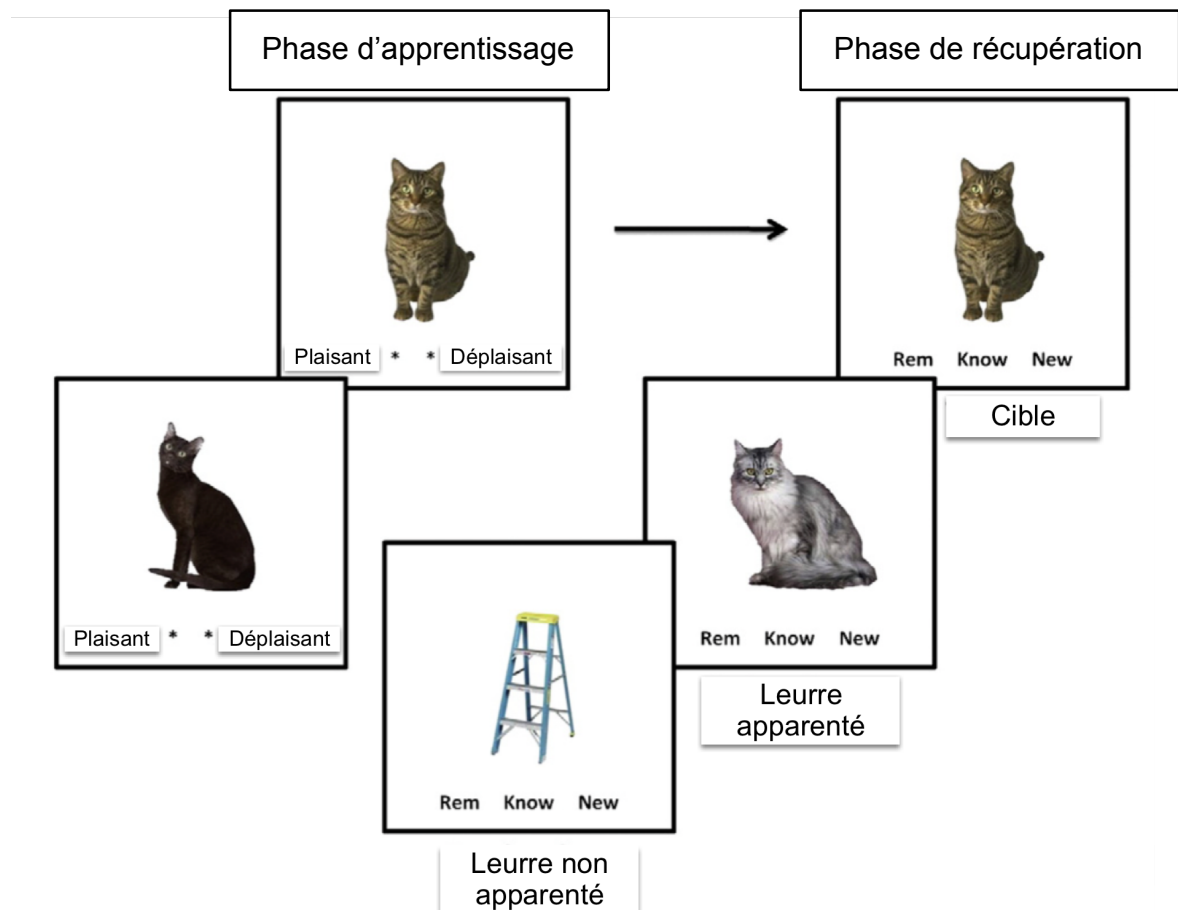 Phase d'apprentissage
Phase de récupération
Plaisant * * Déplaisant
Rem Know New
Cible
Plaisant * * Déplaisant
Rem Know New
Leurre
apparenté
Rem Know New
Leurre non
apparenté